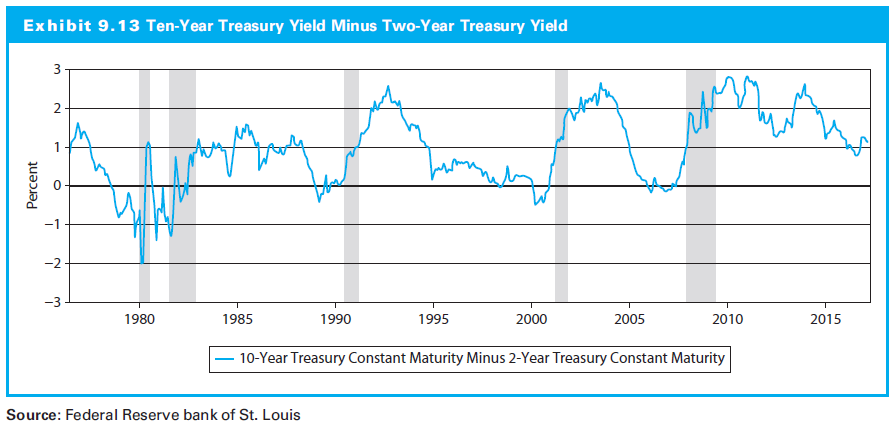 Exhibit 9.13 Ten-Year Treasury Yield Minus Two-Year Treasury Yield
3
2
1
0
−1
−2
−3
Percent
1980 1985 1990 1995 2000 2005 2010 2015
10-Year Treasury Constant Maturity Minus 2-Year Treasury Constant Maturity
Source: Federal Reserve bank of St. Louis